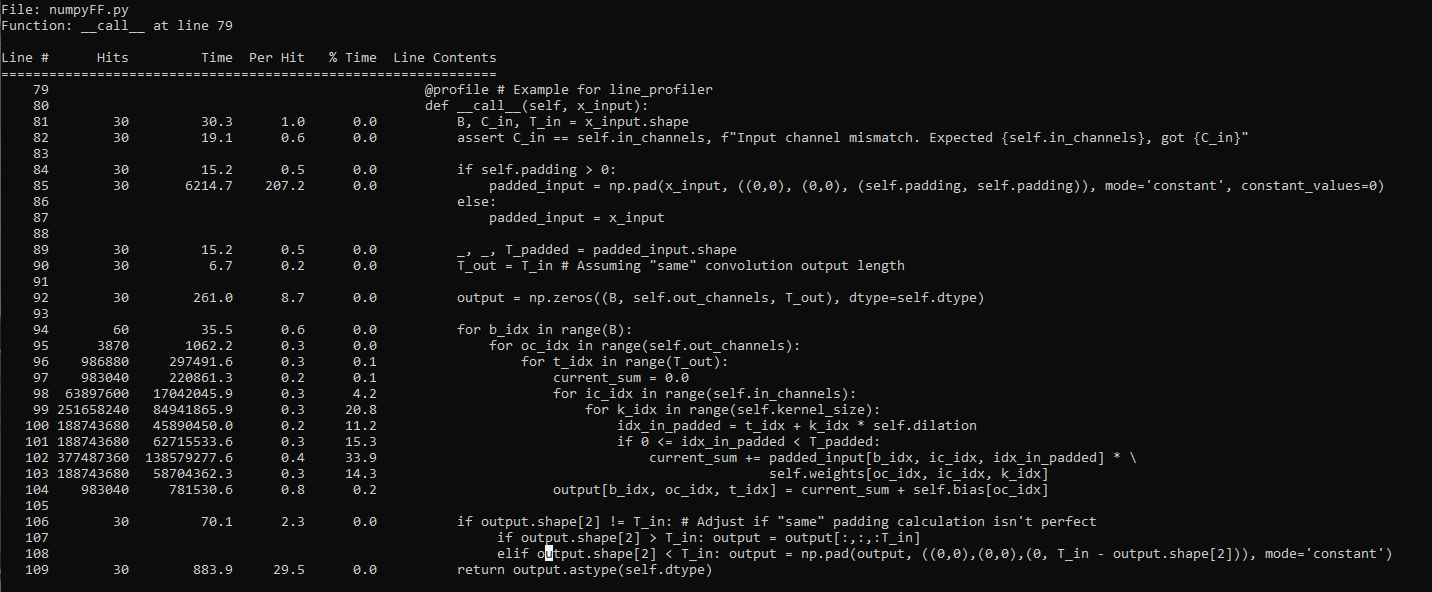 File: numpyFF.py
Function: __call__ at line 79
Line #      Hits         Time  Per Hit   % Time  Line Contents
==============================================================
    79                                               @profile # Example for line_profiler
    80                                               def __call__(self, x_input):
    81        30         30.3      1.0      0.0          B, C_in, T_in = x_input.shape
    82        30         19.1      0.6      0.0          assert C_in == self.in_channels, f"Input channel mismatch. Expected {self.in_channels}, got {C_in}"
    83
    84        30         15.2      0.5      0.0          if self.padding > 0:
    85        30       6214.7    207.2      0.0              padded_input = np.pad(x_input, ((0,0), (0,0), (self.padding, self.padding)), mode='constant', constant_values=0)
    86                                                   else:
    87                                                       padded_input = x_input
    88
    89        30         15.2      0.5      0.0          _, _, T_padded = padded_input.shape
    90        30          6.7      0.2      0.0          T_out = T_in # Assuming "same" convolution output length
    91
    92        30        261.0      8.7      0.0          output = np.zeros((B, self.out_channels, T_out), dtype=self.dtype)
    93
    94        60         35.5      0.6      0.0          for b_idx in range(B):
    95      3870       1062.2      0.3      0.0              for oc_idx in range(self.out_channels):
    96    986880     297491.6      0.3      0.1                  for t_idx in range(T_out):
    97    983040     220861.3      0.2      0.1                      current_sum = 0.0
    98  63897600   17042045.9      0.3      4.2                      for ic_idx in range(self.in_channels):
    99 251658240   84941865.9      0.3     20.8                          for k_idx in range(self.kernel_size):
   100 188743680   45890450.0      0.2     11.2                              idx_in_padded = t_idx + k_idx * self.dilation
   101 188743680   62715533.6      0.3     15.3                              if 0 <= idx_in_padded < T_padded:
   102 377487360  138579277.6      0.4     33.9                                  current_sum += padded_input[b_idx, ic_idx, idx_in_padded] * \
   103 188743680   58704362.3      0.3     14.3                                                 self.weights[oc_idx, ic_idx, k_idx]
   104    983040     781530.6      0.8      0.2                      output[b_idx, oc_idx, t_idx] = current_sum + self.bias[oc_idx]
   105
   106        30         70.1      2.3      0.0          if output.shape[2] != T_in: # Adjust if "same" padding calculation isn't perfect
   107                                                        if output.shape[2] > T_in: output = output[:,:,:T_in]
   108                                                        elif output.shape[2] < T_in: output = np.pad(output, ((0,0),(0,0),(0, T_in - output.shape[2])), mode='constant')
   109        30        883.9     29.5      0.0          return output.astype(self.dtype)